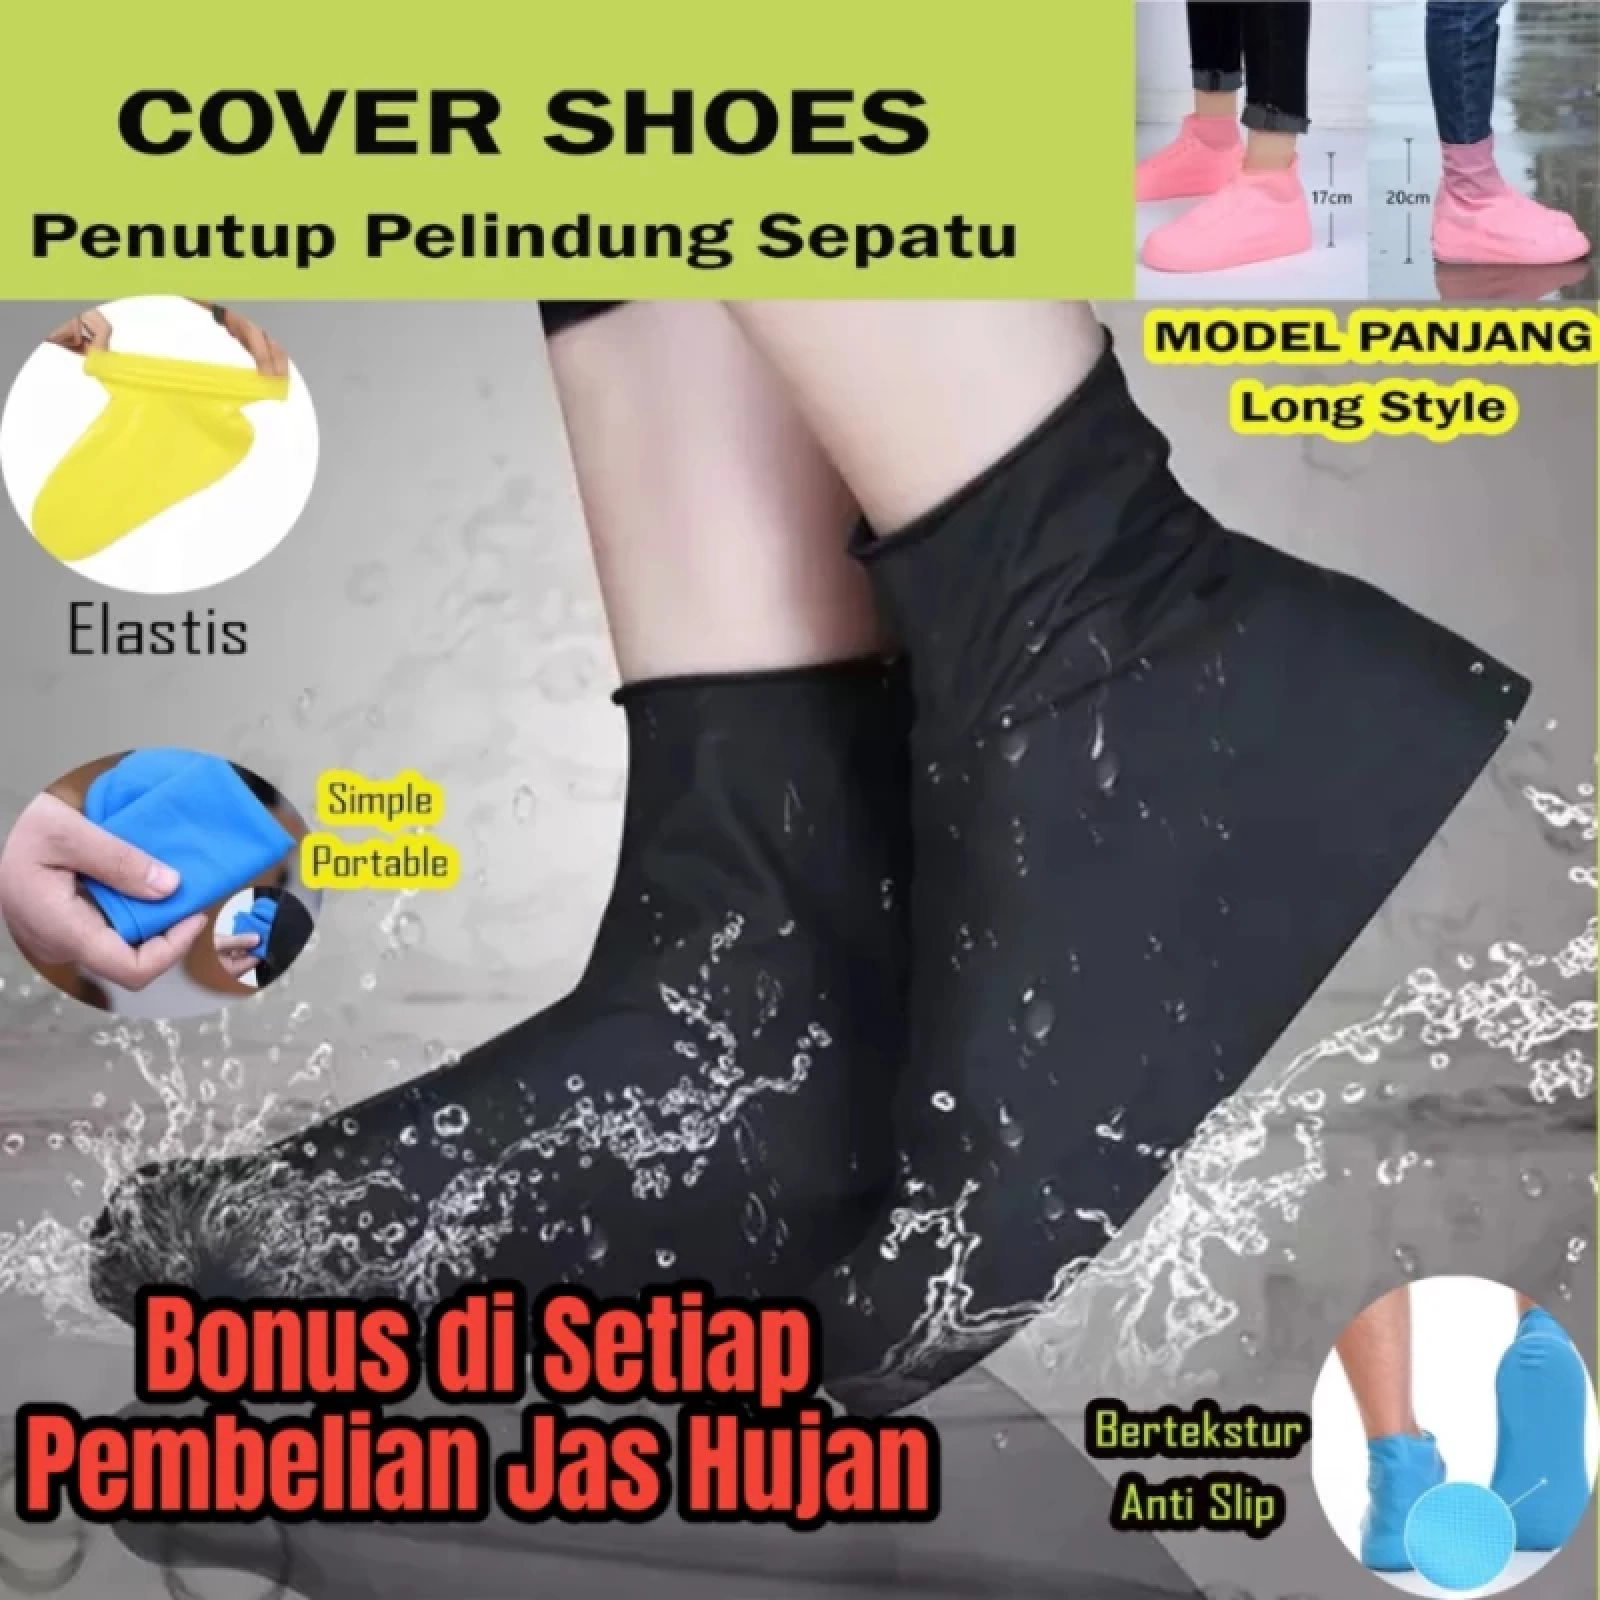 COVER SHOES
Penutup Pelindung Sepatu
17cm
20cm
MODEL PANJANG
Long Style
Elastis
Simple
Portable
Bonus di Setiap
Pembelian Jas Hujan
Bertekstur
Anti Slip